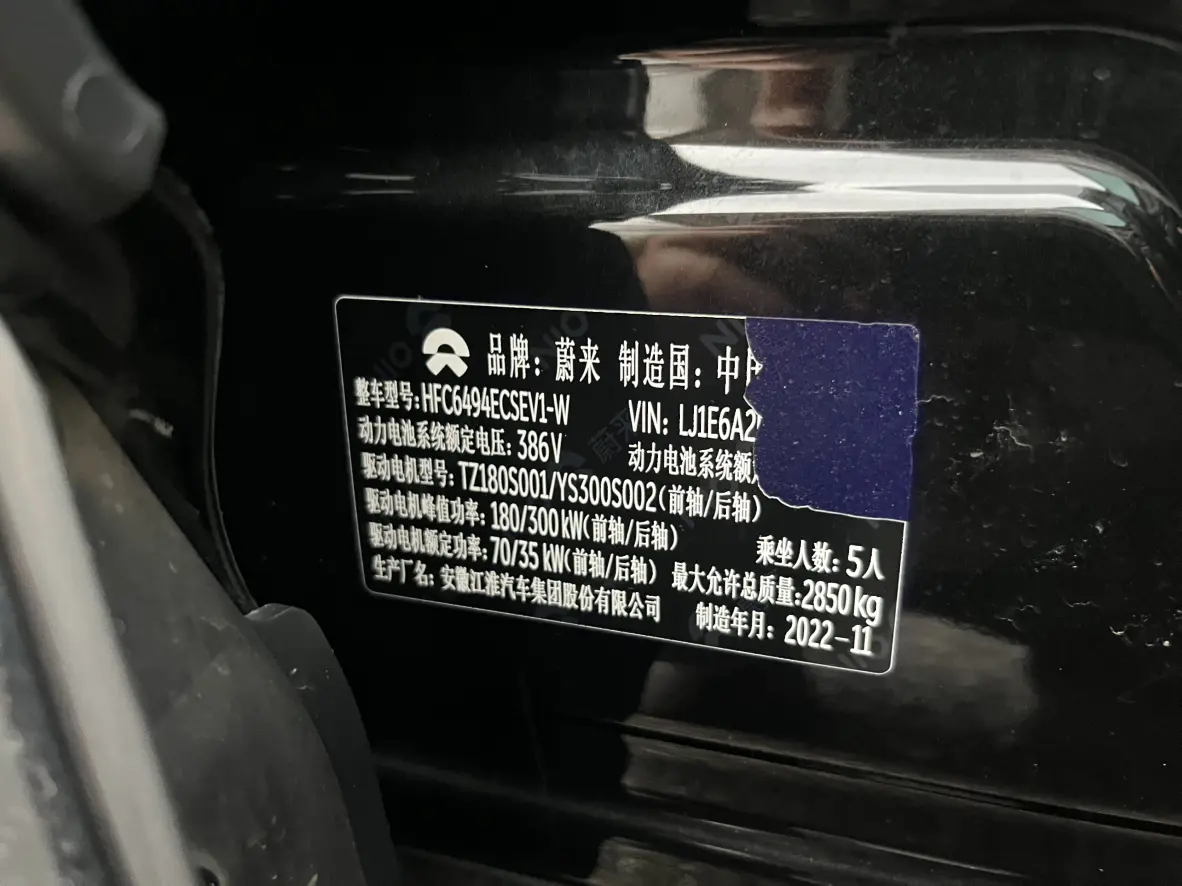 品牌：蔚来 制造国：中
整车型号：HFC6494ECSEV1-W VIN：LJ1E6A2
动力电池系统额定电压：386V 动力电池系统额
驱动电机型号：TZ180S001/YS300S002(前轴/后轴)
驱动电机峰值功率：180/300kW(前轴/后轴) 乘坐人数：5人
驱动电机额定功率：70/35kW(前轴/后轴) 最大允许总质量：2850kg
生产厂名：安徽江淮汽车集团股份有限公司 制造年月：2022-11